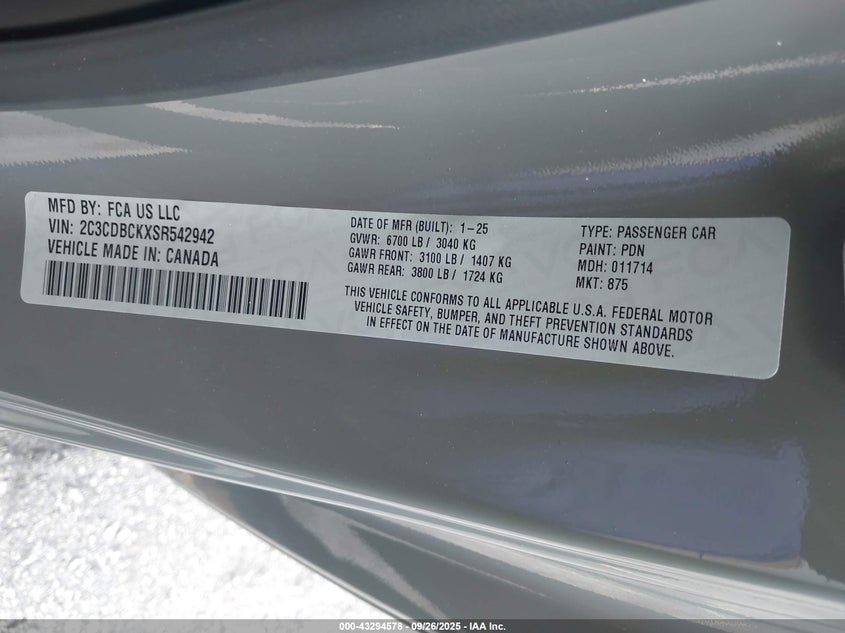 MFD BY: FCA US LLC
VIN: 2C3CDBCKXSR542942
VEHICLE MADE IN: CANADA
DATE OF MFR (BUILT): 1-25
GVWR: 6700 LB / 3040 KG
GAWR FRONT: 3100 LB / 1407 KG
GAWR REAR: 3800 LB / 1724 KG
TYPE: PASSENGER CAR
PAINT: PDN
MDH: 011714
MKT: 875
THIS VEHICLE CONFORMS TO ALL APPLICABLE U.S.A. FEDERAL MOTOR
VEHICLE SAFETY, BUMPER, AND THEFT PREVENTION STANDARDS
IN EFFECT ON THE DATE OF MANUFACTURE SHOWN ABOVE.
000-43294578 - 09/26/2025 - IAA Inc.